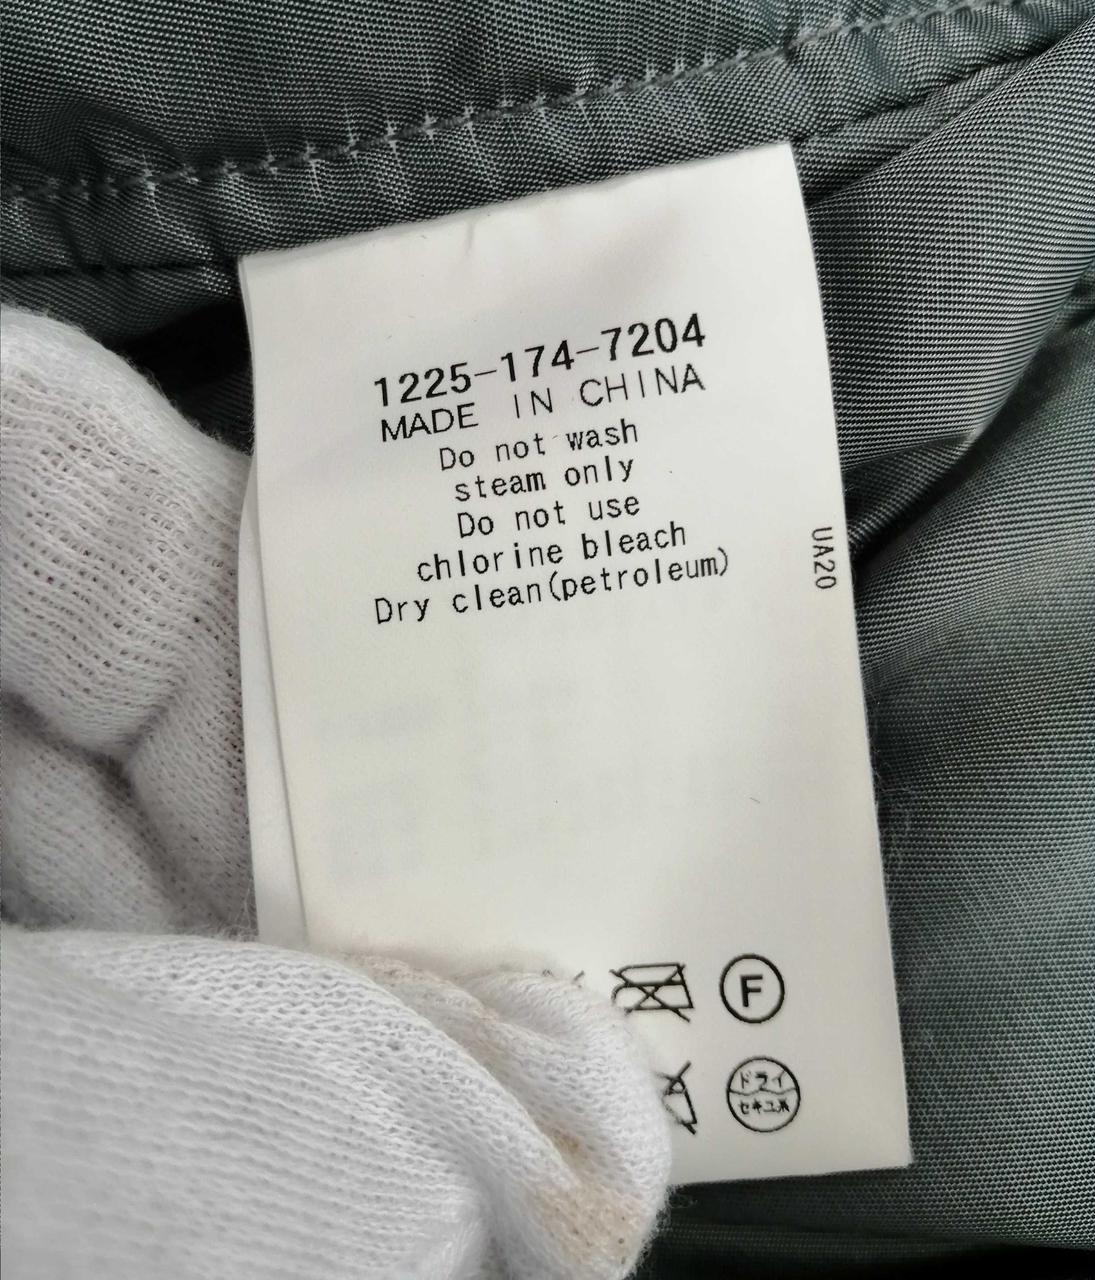 1225-174-7204
MADE IN CHINA
Do not wash
steam only
Do not use
chlorine bleach
Dry clean(petroleum)
UA20
F
ドライ
セキユ系